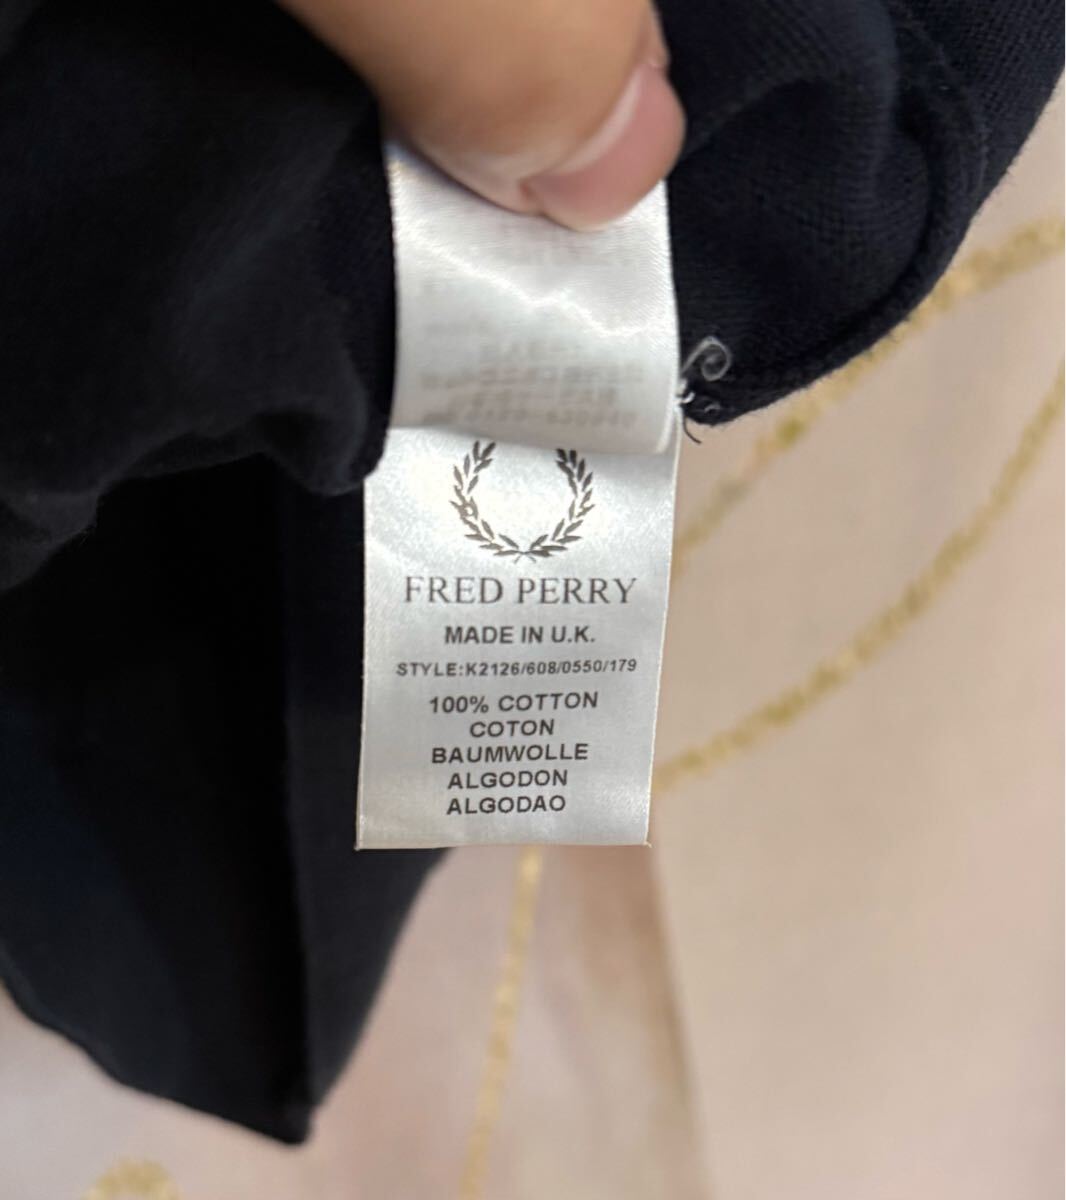 FRED PERRY
MADE IN U.K.
STYLE:K2126/608/0550/179
100% COTTON
COTON
BAUMWOLLE
ALGODON
ALGODAO